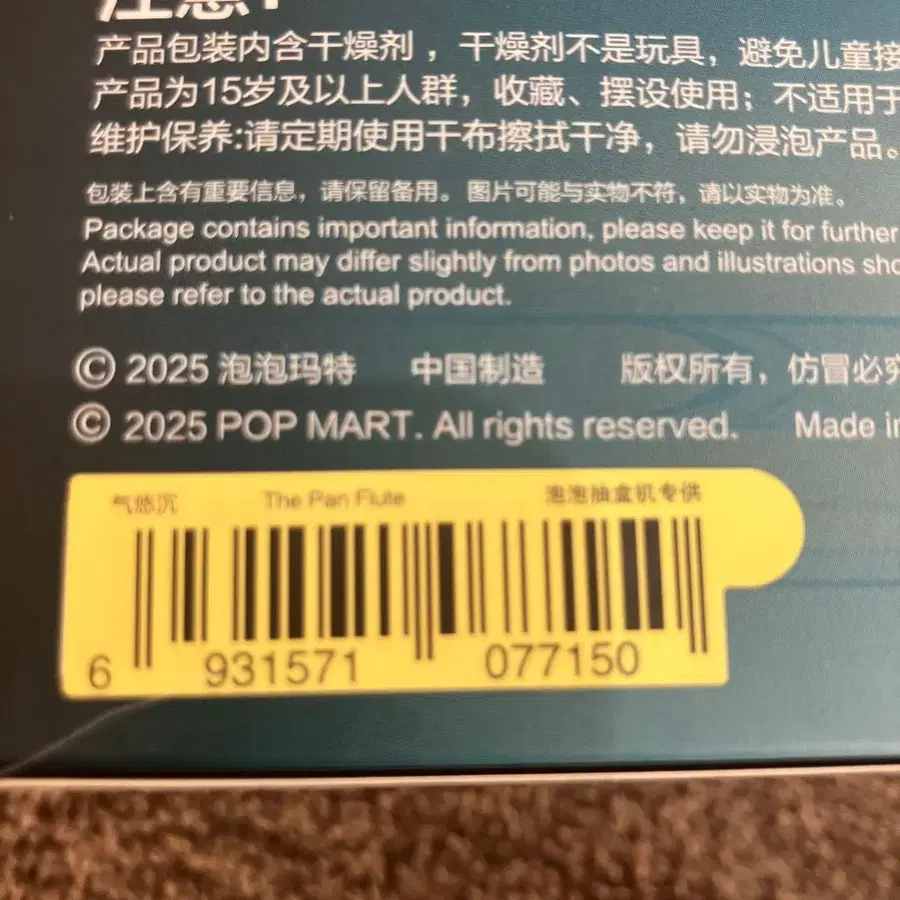 注意！
产品包装内含干燥剂，干燥剂不是玩具，避免儿童接
产品为15岁及以上人群，收藏、摆设使用；不适用于
维护保养:请定期使用干布擦拭干净，请勿浸泡产品。
包装上含有重要信息，请保留备用。图片可能与实物不符，请以实物为准。
Package contains important information, please keep it for further
Actual product may differ slightly from photos and illustrations sho
please refer to the actual product.
© 2025 泡泡玛特 中国制造 版权所有，仿冒必究
© 2025 POP MART. All rights reserved. Made in
气悠沉 The Pan Flute 泡泡抽盒机专供
6 931571 077150